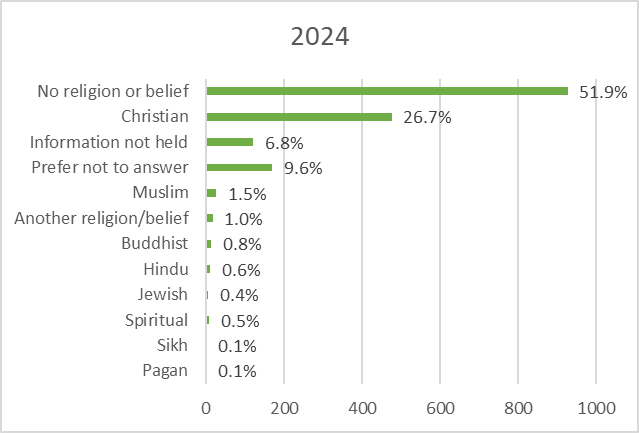 2024
No religion or belief 51.9%
Christian 26.7%
Information not held 6.8%
Prefer not to answer 9.6%
Muslim 1.5%
Another religion/belief 1.0%
Buddhist 0.8%
Hindu 0.6%
Jewish 0.4%
Spiritual 0.5%
Sikh 0.1%
Pagan 0.1%
0 200 400 600 800 1000